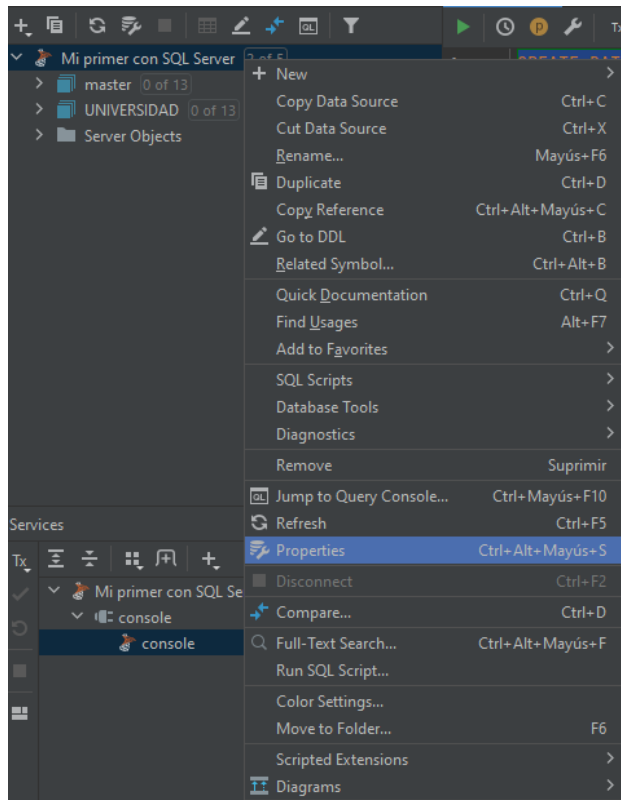 Tx
Mi primer con SQL Server 2 of 5
master 0 of 13
UNIVERSIDAD 0 of 13
Server Objects
New
Copy Data Source Ctrl+C
Cut Data Source Ctrl+X
Rename... Mayús+F6
Duplicate Ctrl+D
Copy Reference Ctrl+Alt+Mayús+C
Go to DDL Ctrl+B
Related Symbol... Ctrl+Alt+B
Quick Documentation Ctrl+Q
Find Usages Alt+F7
Add to Favorites
SQL Scripts
Database Tools
Diagnostics
Remove Suprimir
QL Jump to Query Console... Ctrl+Mayús+F10
Refresh Ctrl+F5
Properties Ctrl+Alt+Mayús+S
Disconnect Ctrl+F2
Compare... Ctrl+D
Full-Text Search... Ctrl+Alt+Mayús+F
Run SQL Script...
Color Settings...
Move to Folder... F6
Scripted Extensions
Diagrams
Services
Tx
Mi primer con SQL Se
console
console